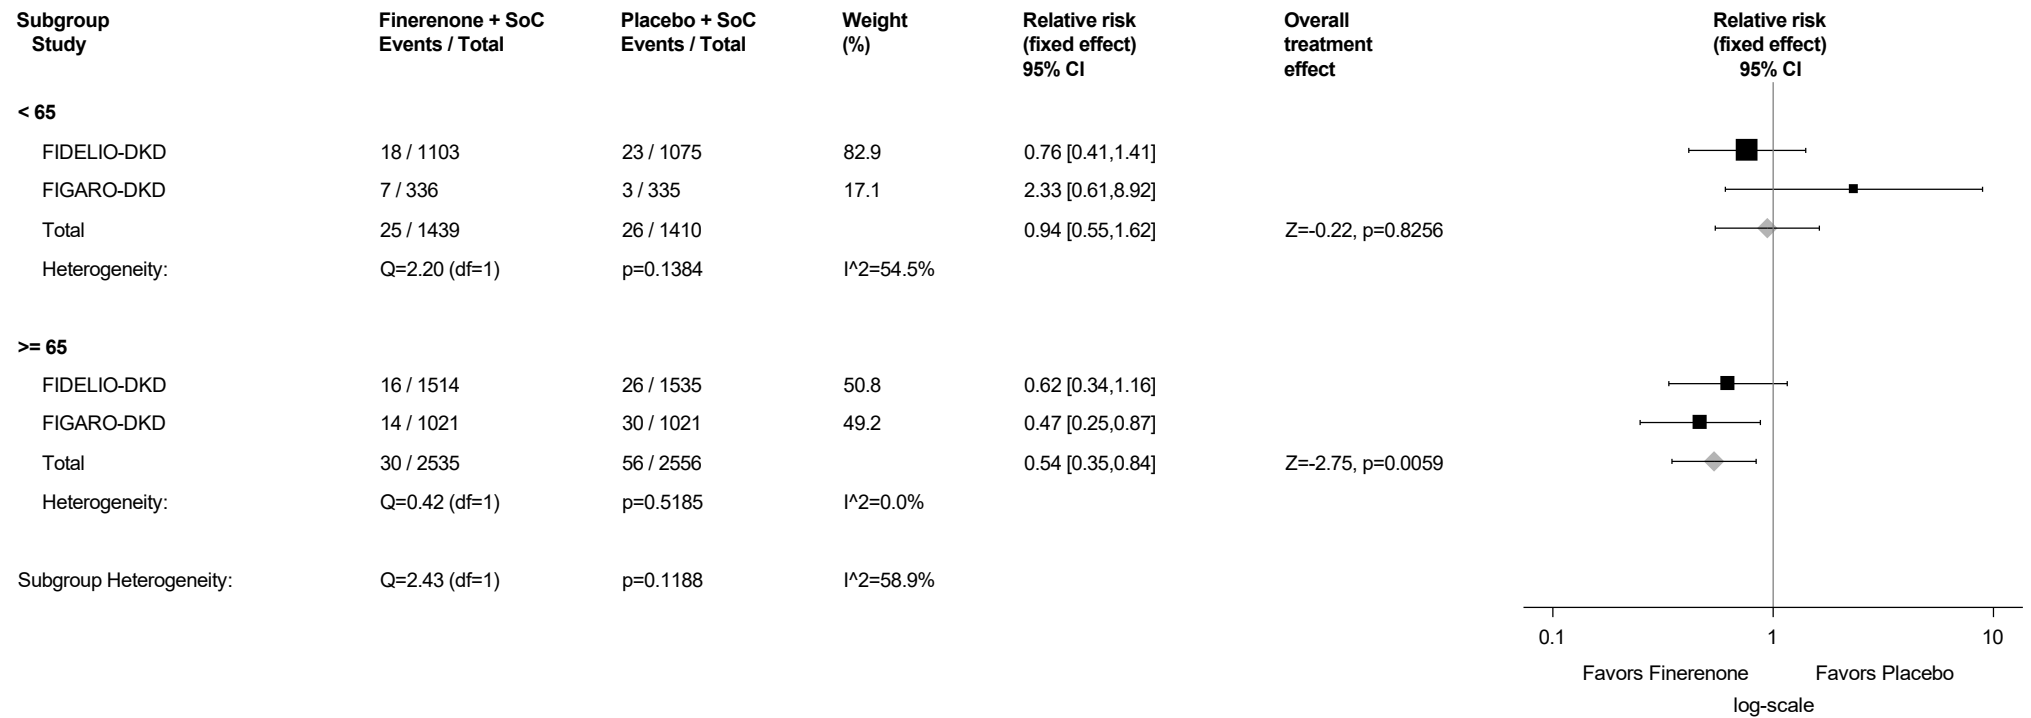 Subgroup Finerenone + SoC Placebo + SoC Weight Relative risk Overall Relative risk
Study Events / Total Events / Total (%) (fixed effect) treatment (fixed effect)
95% CI effect 95% CI
< 65
FIDELIO-DKD 18 / 1103 23 / 1075 82.9 0.76 [0.41,1.41]
FIGARO-DKD 7 / 336 3 / 335 17.1 2.33 [0.61,8.92]
Total 25 / 1439 26 / 1410 0.94 [0.55,1.62] Z=-0.22, p=0.8256
Heterogeneity: Q=2.20 (df=1) p=0.1384 I^2=54.5%
>= 65
FIDELIO-DKD 16 / 1514 26 / 1535 50.8 0.62 [0.34,1.16]
FIGARO-DKD 14 / 1021 30 / 1021 49.2 0.47 [0.25,0.87]
Total 30 / 2535 56 / 2556 0.54 [0.35,0.84] Z=-2.75, p=0.0059
Heterogeneity: Q=0.42 (df=1) p=0.5185 I^2=0.0%
Subgroup Heterogeneity: Q=2.43 (df=1) p=0.1188 I^2=58.9%
0.1 1 10
Favors Finerenone Favors Placebo
log-scale